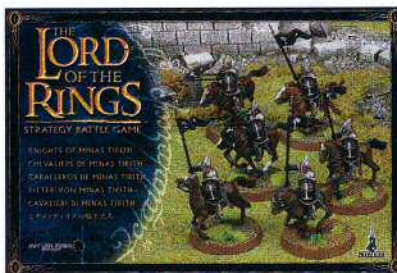 THE
LORD
OF THE
RINGS
STRATEGY BATTLE GAME
KNIGHTS OF MINAS TIRITH
CHEVALIERS DE MINAS TIRITH
CABALLEROS DE MINAS TIRITH
RITTER VON MINAS TIRITH
CAVALIERI DI MINAS TIRITH
CITADEL